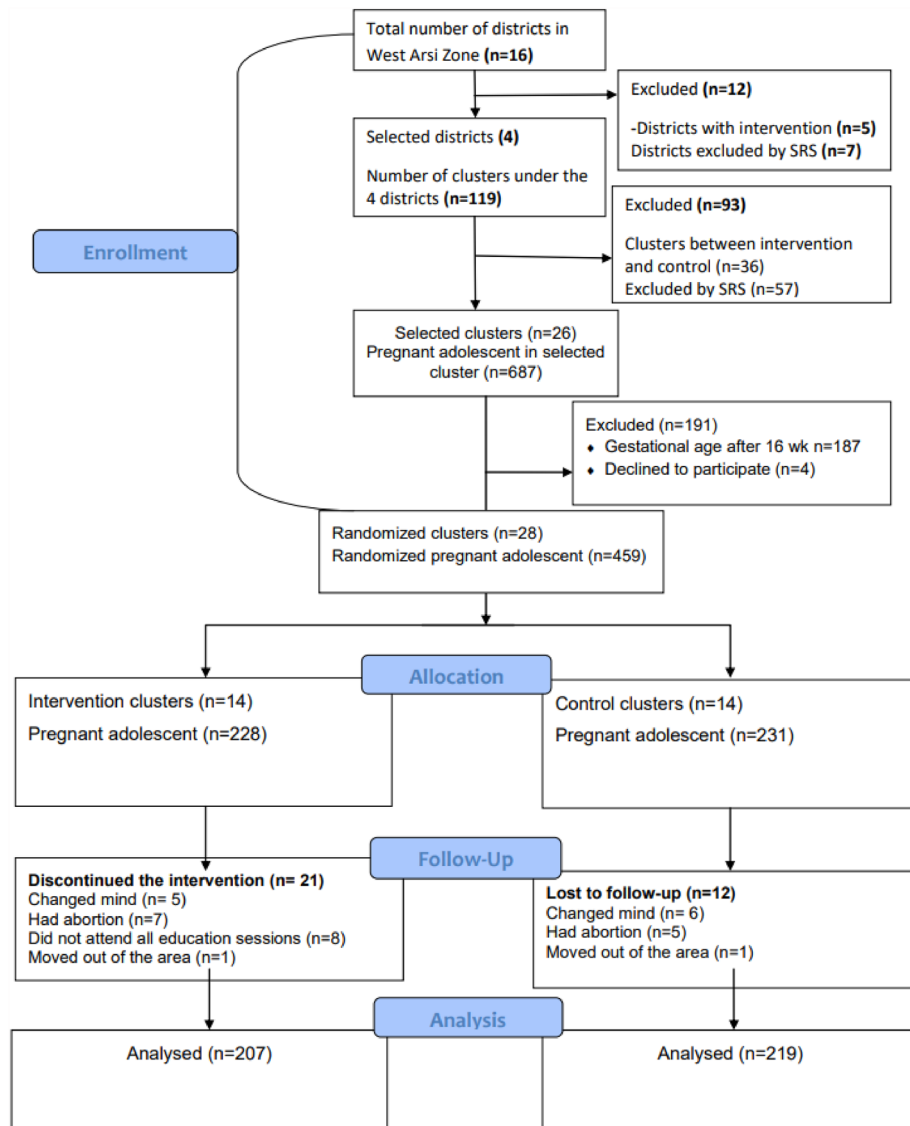 Total number of districts in
West Arsi Zone (n=16)
Excluded (n=12)
-Districts with intervention (n=5)
Districts excluded by SRS (n=7)
Selected districts (4)
Number of clusters under the
4 districts (n=119)
Excluded (n=93)
Clusters between intervention
and control (n=36)
Excluded by SRS (n=57)
Enrollment
Selected clusters (n=26)
Pregnant adolescent in selected
cluster (n=687)
Excluded (n=191)
♦ Gestational age after 16 wk n=187
♦ Declined to participate (n=4)
Randomized clusters (n=28)
Randomized pregnant adolescent (n=459)
Allocation
Intervention clusters (n=14)
Pregnant adolescent (n=228)
Control clusters (n=14)
Pregnant adolescent (n=231)
Follow-Up
Discontinued the intervention (n= 21)
Changed mind (n= 5)
Had abortion (n=7)
Did not attend all education sessions (n=8)
Moved out of the area (n=1)
Lost to follow-up (n=12)
Changed mind (n= 6)
Had abortion (n=5)
Moved out of the area (n=1)
Analysis
Analysed (n=207)
Analysed (n=219)